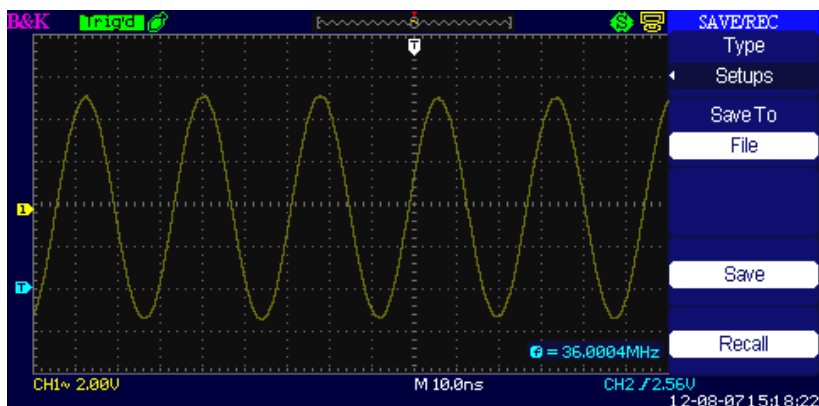 B&K Trig'd S SAVE/REC
T
Type
Setups
Save To
File
1
T
Save
f = 36.0004MHz
Recall
CH1~ 2.00V M 10.0ns CH2 / 2.56V
12-08-07 15:18:22